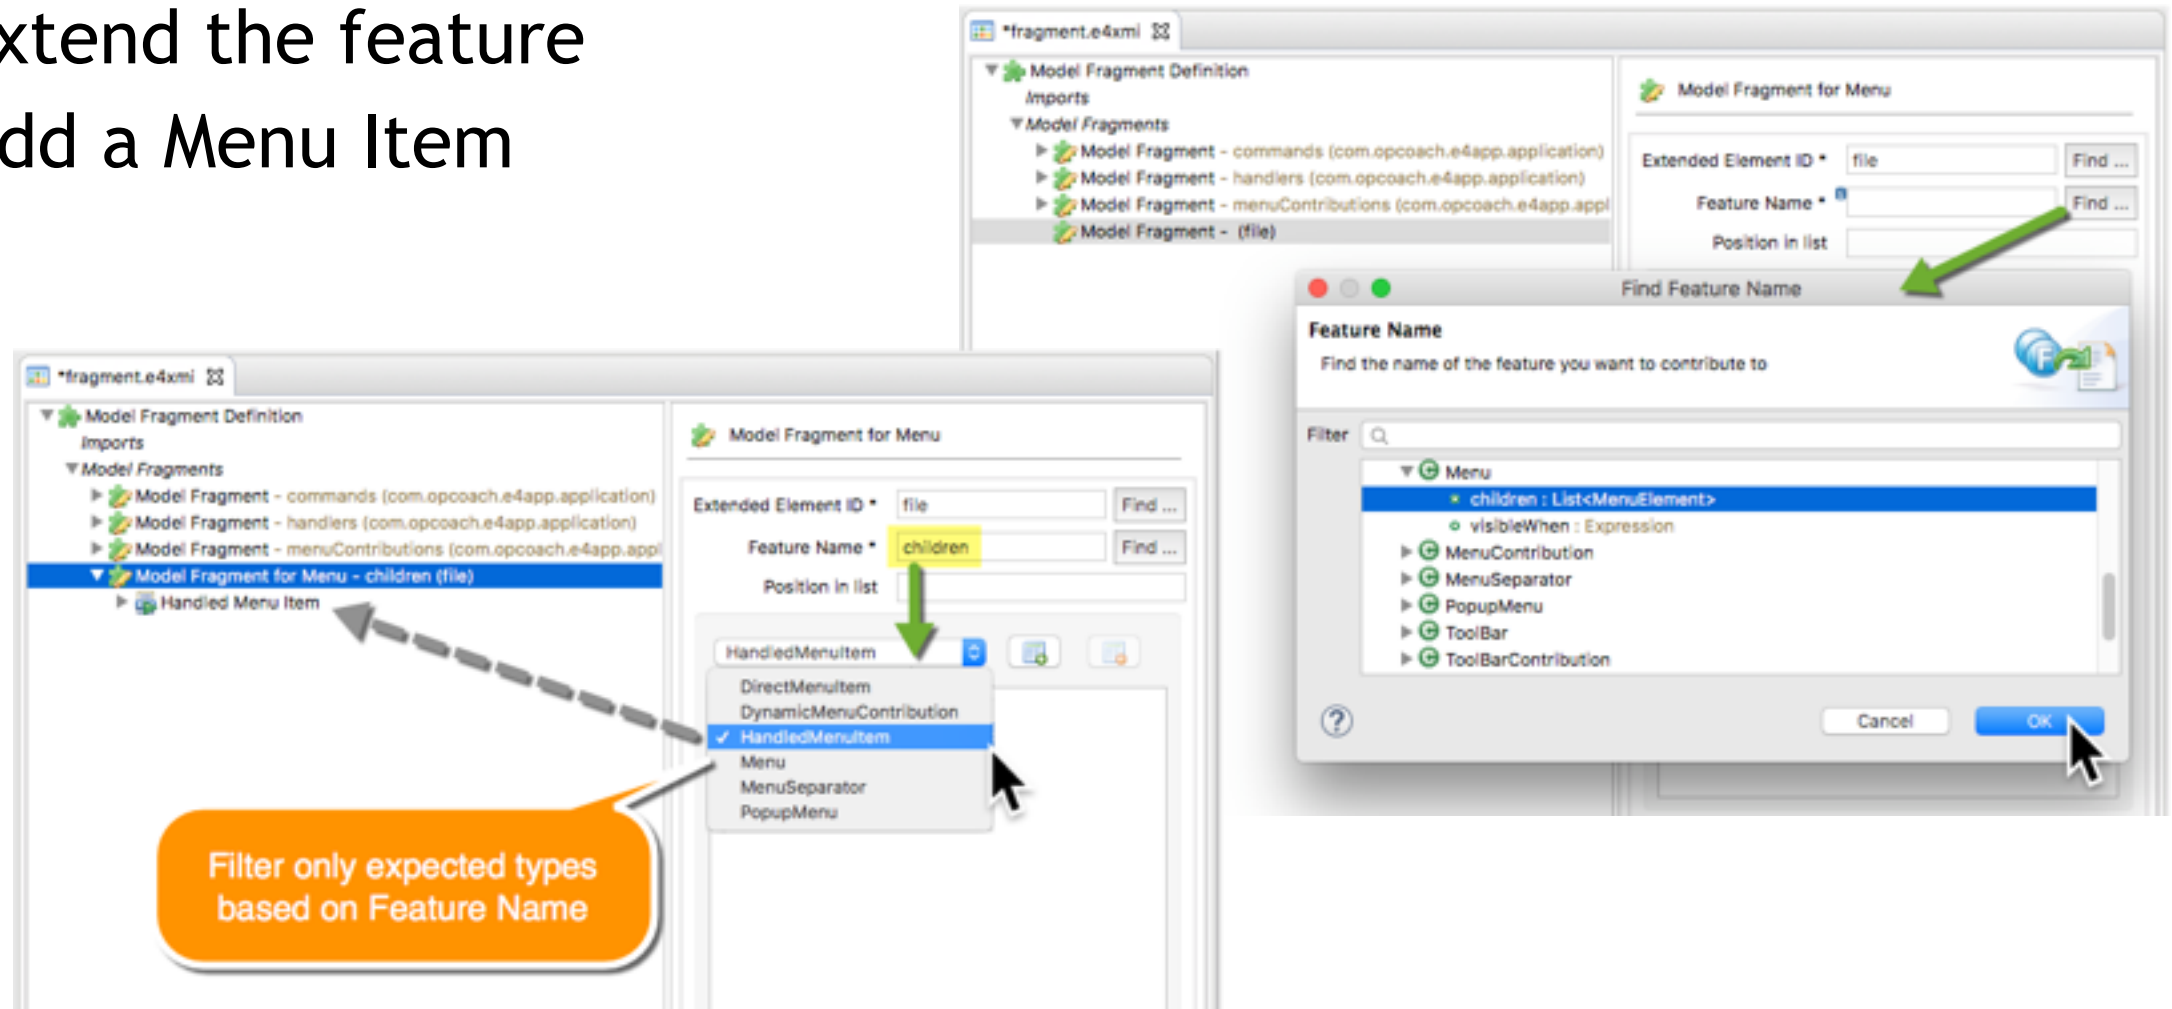 xtend the feature
dd a Menu Item
*fragment.e4xmi
Model Fragment Definition
Imports
Model Fragments
Model Fragment - commands (com.opcoach.e4app.application)
Model Fragment - handlers (com.opcoach.e4app.application)
Model Fragment - menuContributions (com.opcoach.e4app.appl
Model Fragment - (file)
Model Fragment for Menu
Extended Element ID * file Find ...
Feature Name * Find ...
Position in list
Find Feature Name
Feature Name
Find the name of the feature you want to contribute to
Filter
Menu
children : List<MenuElement>
visibleWhen : Expression
MenuContribution
MenuSeparator
PopupMenu
ToolBar
ToolBarContribution
Cancel OK
*fragment.e4xmi
Model Fragment Definition
Imports
Model Fragments
Model Fragment - commands (com.opcoach.e4app.application)
Model Fragment - handlers (com.opcoach.e4app.application)
Model Fragment - menuContributions (com.opcoach.e4app.appl
Model Fragment for Menu - children (file)
Handled Menu Item
Model Fragment for Menu
Extended Element ID * file Find ...
Feature Name * children Find ...
Position in list
HandledMenuItem
DirectMenuItem
DynamicMenuContribution
✓ HandledMenuItem
Menu
MenuSeparator
PopupMenu
Filter only expected types
based on Feature Name